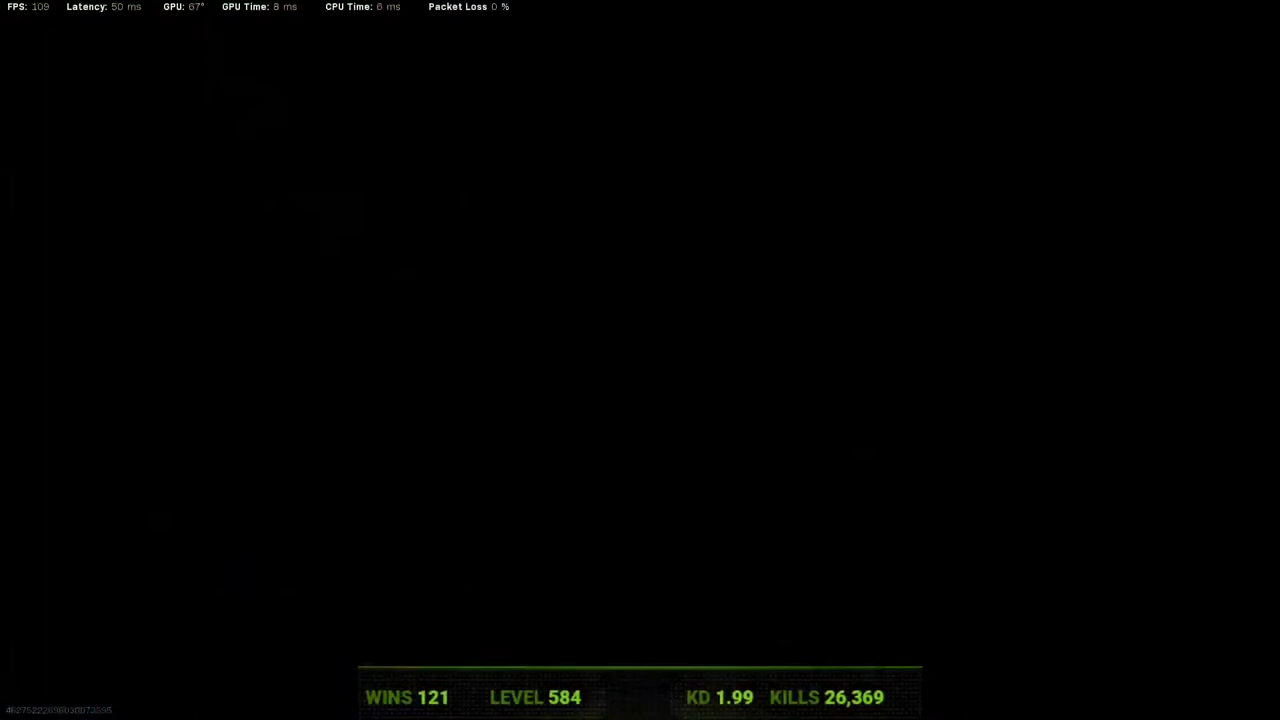 FPS: 109 Latency: 50 ms GPU: 67° GPU Time: 8 ms CPU Time: 6 ms Packet Loss 0 %
WINS 121 LEVEL 584 KD 1.99 KILLS 26,369